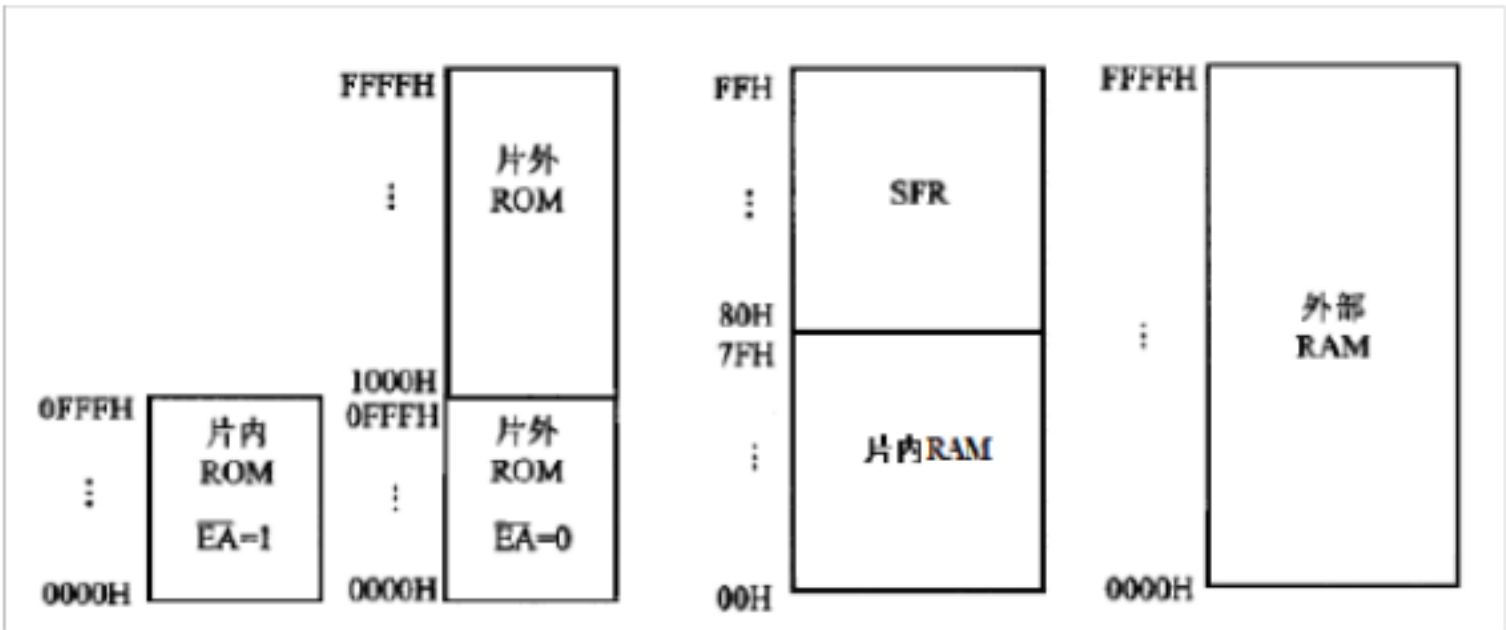 FFFFH
片外
ROM
1000H
0FFFH
片内
ROM
EA=1
0000H
0FFFH
片外
ROM
EA=0
0000H
FFH
SFR
80H
7FH
片内RAM
00H
FFFFH
外部
RAM
0000H